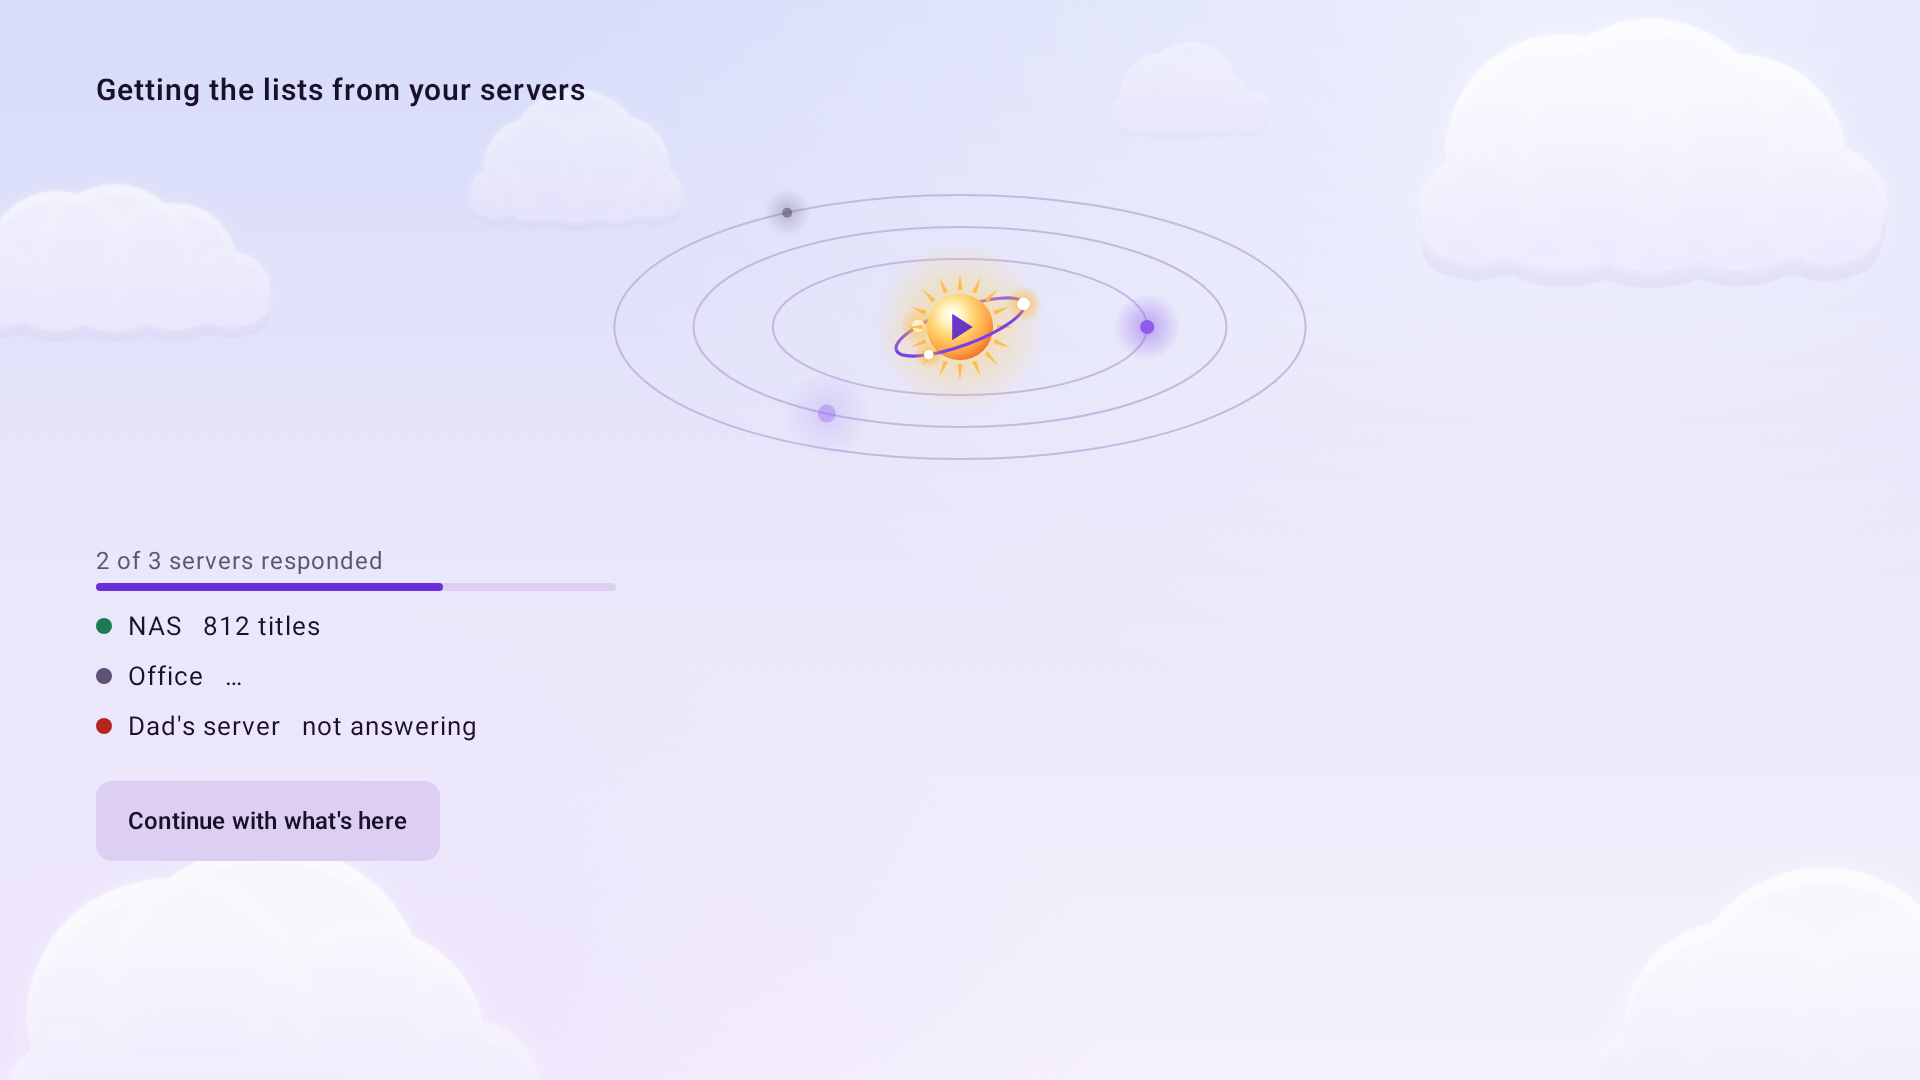 Getting the lists from your servers
2 of 3 servers responded
NAS 812 titles
Office ...
Dad's server not answering
Continue with what's here